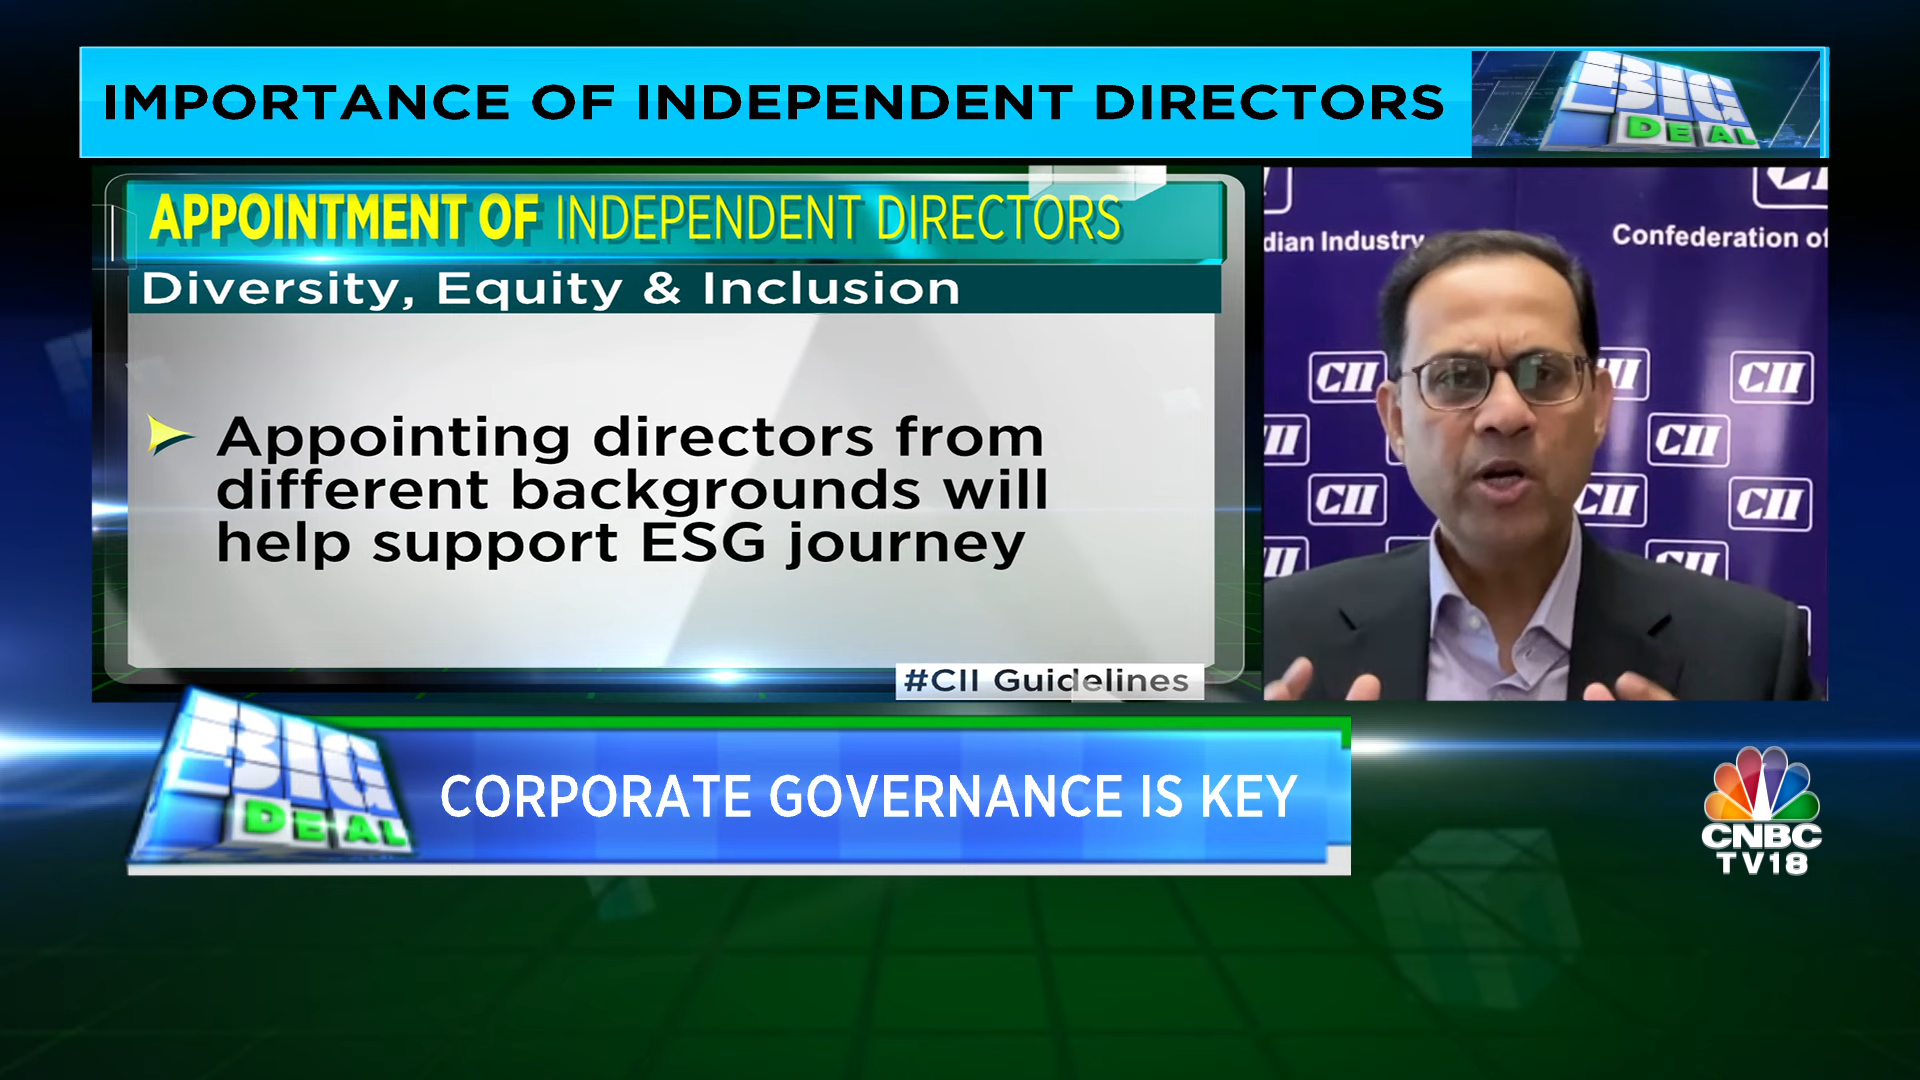 IMPORTANCE OF INDEPENDENT DIRECTORS
BIG
DEAL
APPOINTMENT OF INDEPENDENT DIRECTORS
Diversity, Equity & Inclusion
Appointing directors from
different backgrounds will
help support ESG journey
#CII Guidelines
dian Industry
Confederation of
CII
CII
CII
CII
CII
CII
BIG
DEAL
CORPORATE GOVERNANCE IS KEY
CNBC
TV18